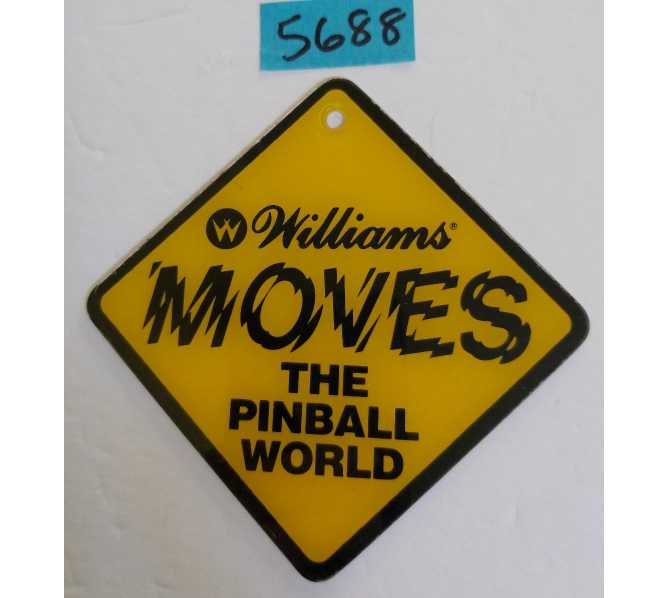 5688
W Williams®
MOVES
THE
PINBALL
WORLD